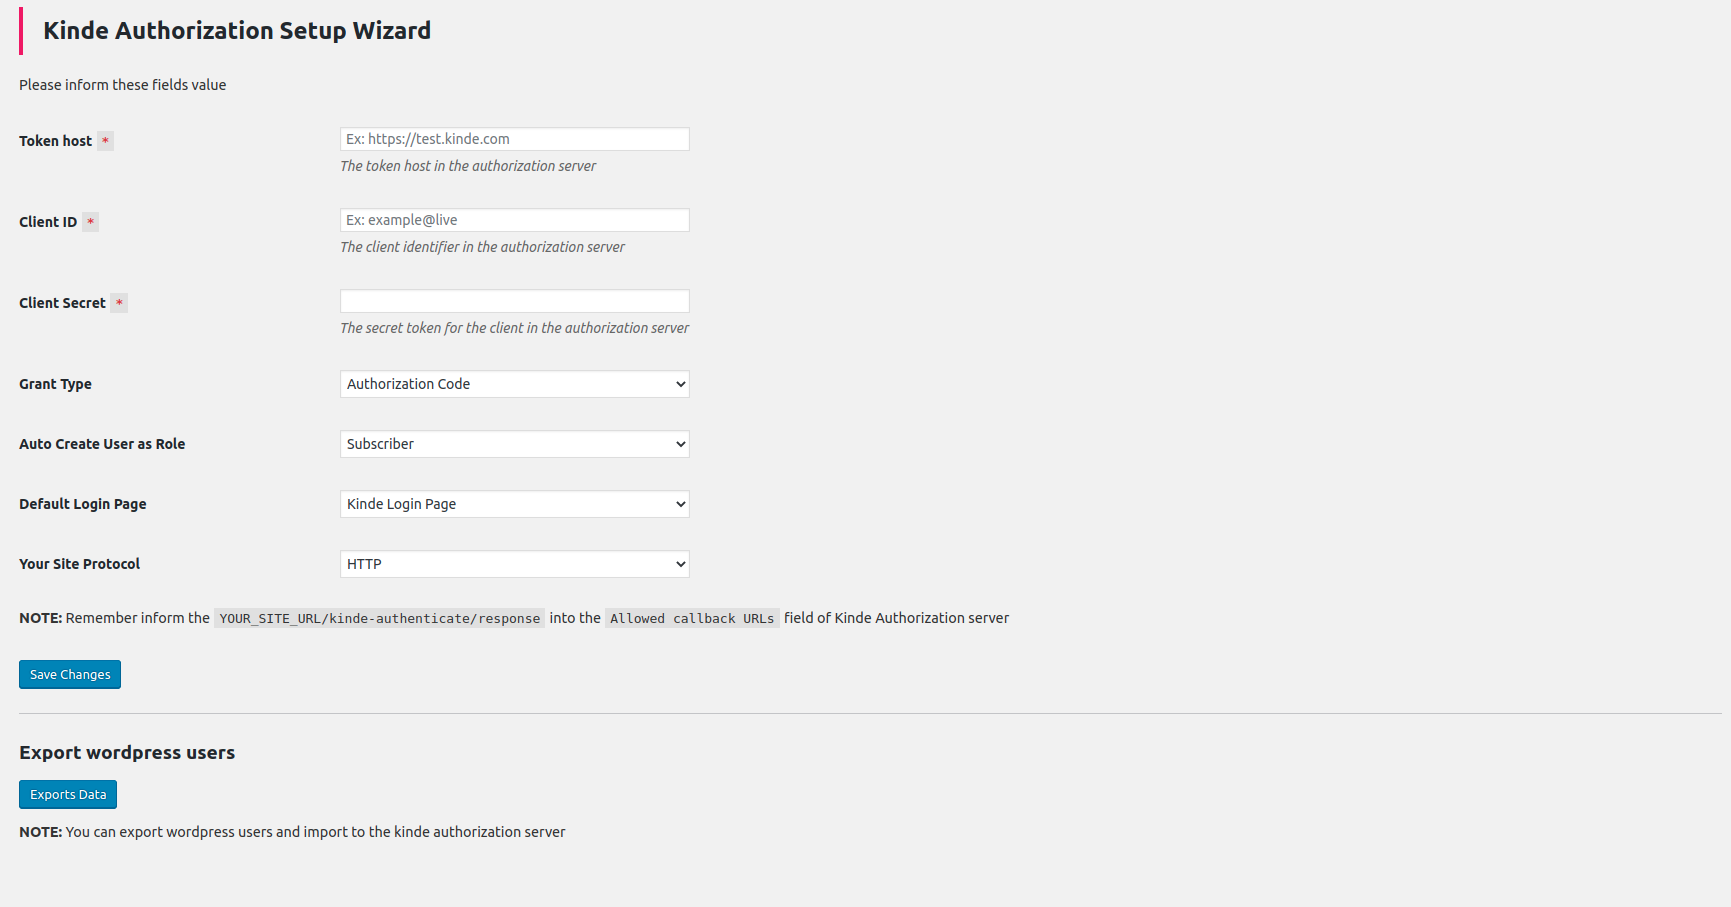 Kinde Authorization Setup Wizard
Please inform these fields value
Token host *
Ex: https://test.kinde.com
The token host in the authorization server
Client ID *
Ex: example@live
The client identifier in the authorization server
Client Secret *
The secret token for the client in the authorization server
Grant Type
Authorization Code
Auto Create User as Role
Subscriber
Default Login Page
Kinde Login Page
Your Site Protocol
HTTP
NOTE: Remember inform the YOUR_SITE_URL/kinde-authenticate/response into the Allowed callback URLs field of Kinde Authorization server
Save Changes
Export wordpress users
Exports Data
NOTE: You can export wordpress users and import to the kinde authorization server